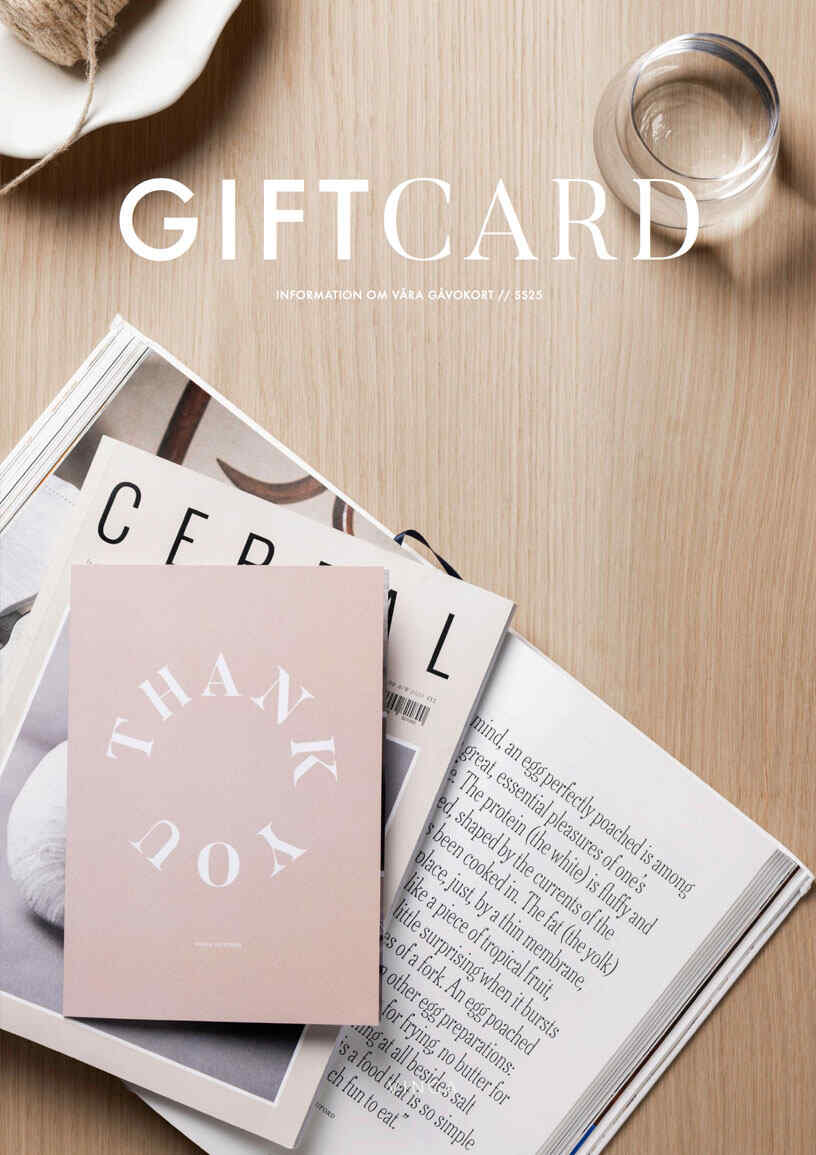 GIFTCARD
INFORMATION OM VÅRA GÅVOKORT // SS25
CEREAL
THANK
YOU
mind, an egg perfectly poached is among
great, essential pleasures of one's
The protein (the white) is fluffy and
shaped by the currents of the
been cooked in. The fat (the yolk)
place, just, by a thin membrane,
like a piece of tropical fruit,
little surprising when it bursts
of a fork. An egg poached
other egg preparations:
for frying, no butter for
at all besides salt
is a food that is so simple
fun to eat."